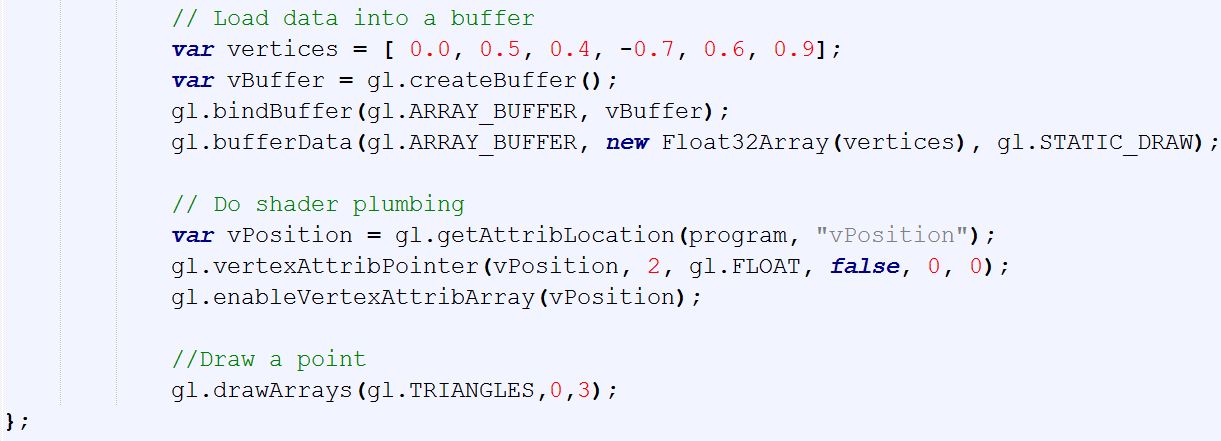 // Load data into a buffer
var vertices = [ 0.0, 0.5, 0.4, -0.7, 0.6, 0.9];
var vBuffer = gl.createBuffer();
gl.bindBuffer(gl.ARRAY_BUFFER, vBuffer);
gl.bufferData(gl.ARRAY_BUFFER, new Float32Array(vertices), gl.STATIC_DRAW);
// Do shader plumbing
var vPosition = gl.getAttribLocation(program, "vPosition");
gl.vertexAttribPointer(vPosition, 2, gl.FLOAT, false, 0, 0);
gl.enableVertexAttribArray(vPosition);
//Draw a point
gl.drawArrays(gl.TRIANGLES,0,3);
};